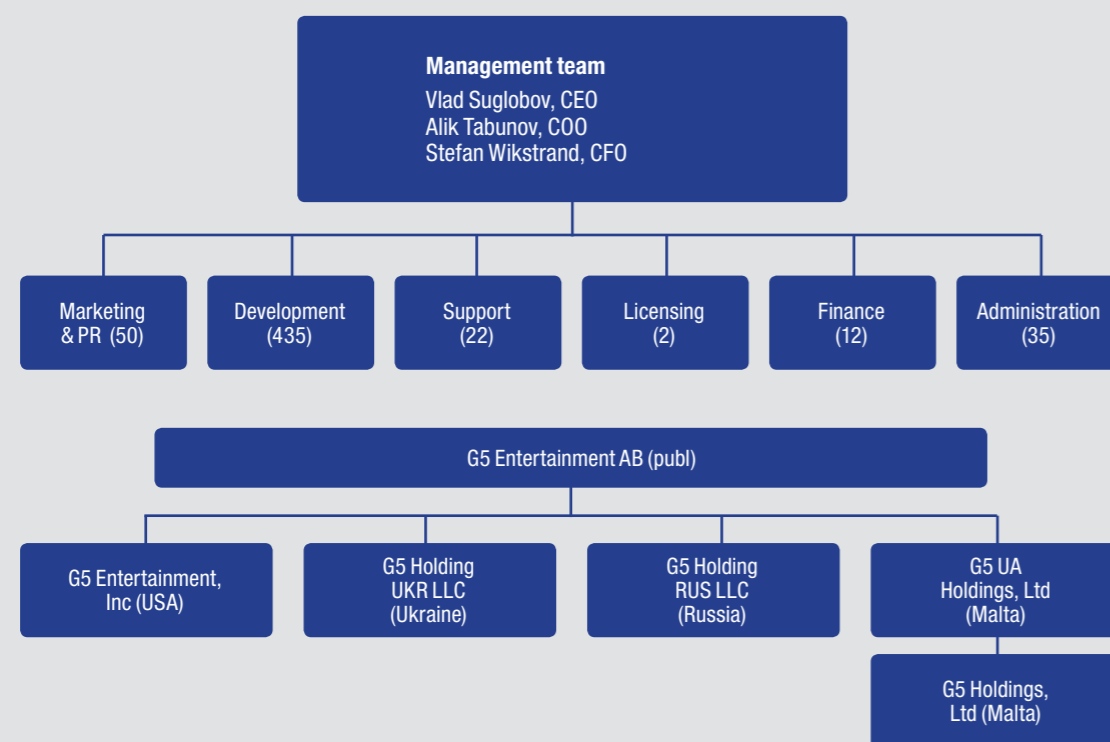 Management team
Vlad Suglobov, CEO
Alik Tabunov, COO
Stefan Wikstrand, CFO
Marketing
& PR (50)
Development
(435)
Support
(22)
Licensing
(2)
Finance
(12)
Administration
(35)
G5 Entertainment AB (publ)
G5 Entertainment,
Inc (USA)
G5 Holding
UKR LLC
(Ukraine)
G5 Holding
RUS LLC
(Russia)
G5 UA
Holdings, Ltd
(Malta)
G5 Holdings,
Ltd (Malta)